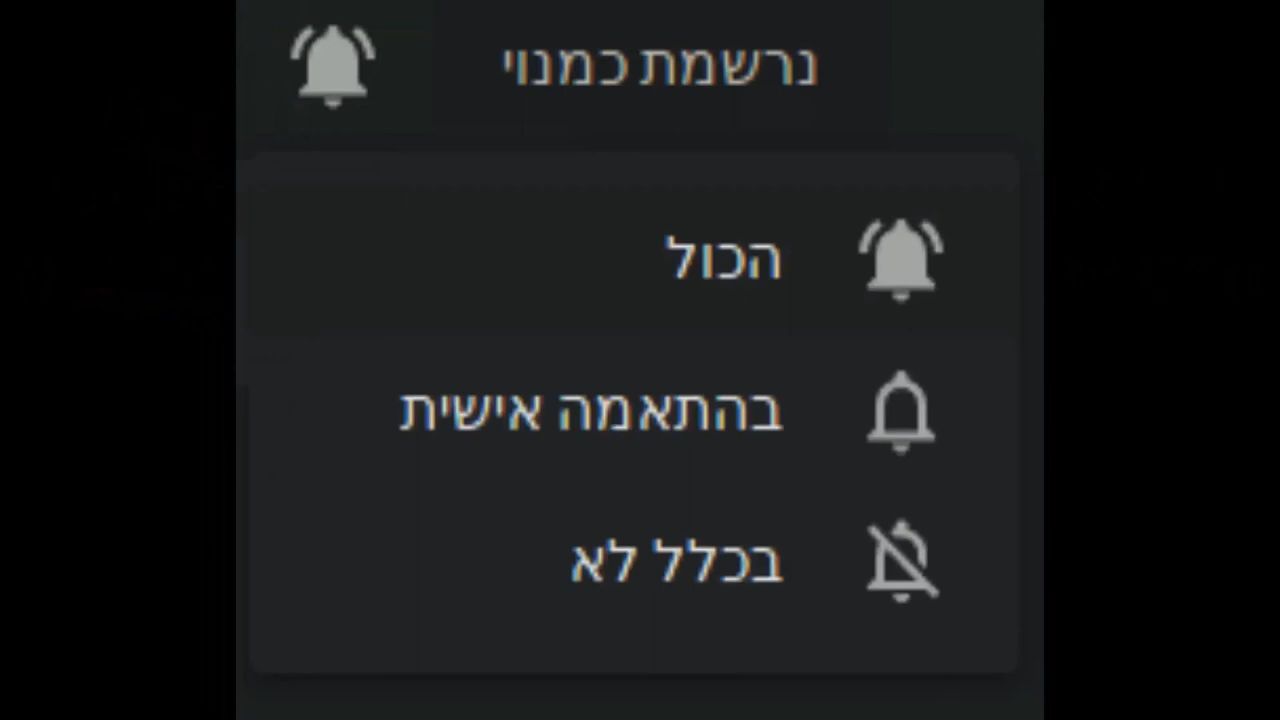 נרשמת כמנוי
הכול
בהתאמה אישית
בכלל לא